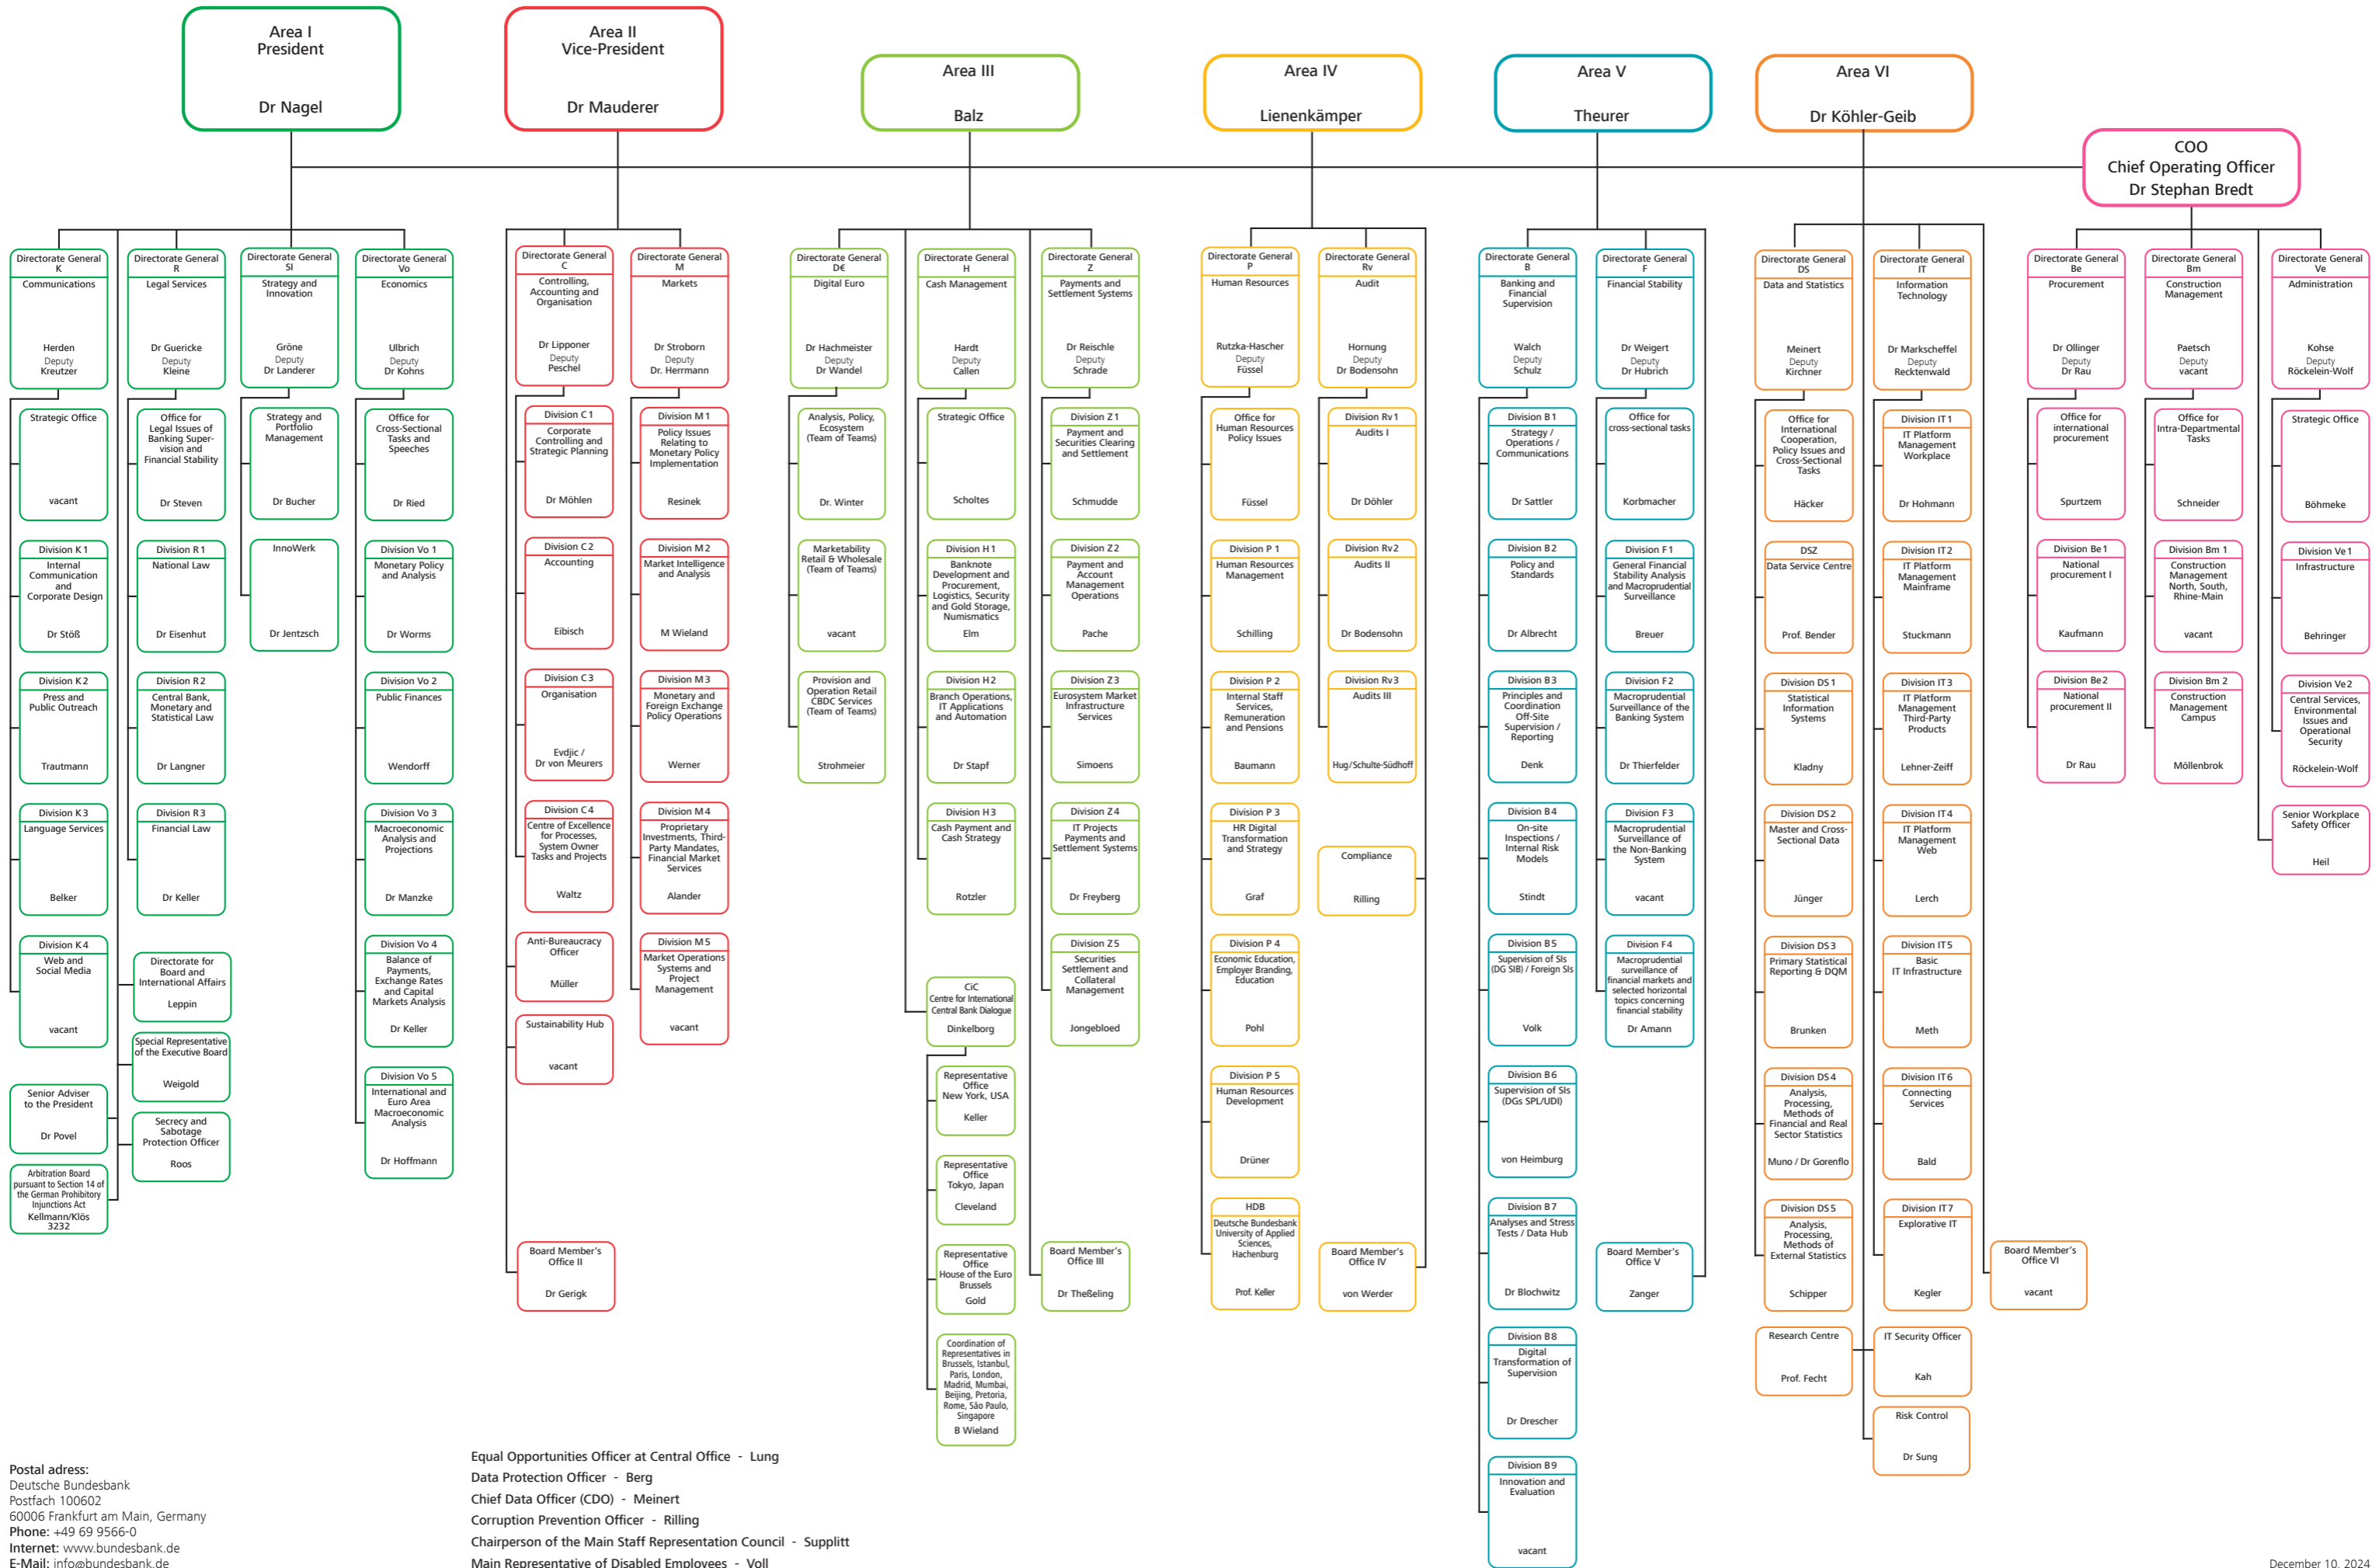 Area I
President
Dr Nagel
Area II
Vice-President
Dr Mauderer
Area III
Balz
Area IV
Lienenkämper
Area V
Theurer
Area VI
Dr Köhler-Geib
COO
Chief Operating Officer
Dr Stephan Bredt
Directorate General
K
Communications
Herden
Deputy
Kreutzer
Strategic Office
vacant
Division K 1
Internal
Communication
and
Corporate Design
Dr Stöß
Division K 2
Press and
Public Outreach
Trautmann
Division K 3
Language Services
Belker
Division K 4
Web and
Social Media
vacant
Senior Adviser
to the President
Dr Povel
Arbitration Board
pursuant to Section 14 of
the German Prohibitory
Injunctions Act
Kellmann/Klös
3232
Directorate General
R
Legal Services
Dr Guericke
Deputy
Kleine
Office for
Legal Issues of
Banking Super-
vision and
Financial Stability
Dr Steven
Division R 1
National Law
Dr Eisenhut
Division R 2
Central Bank,
Monetary and
Statistical Law
Dr Langner
Division R 3
Financial Law
Dr Keller
Directorate for
Board and
International Affairs
Leppin
Special Representative
of the Executive Board
Weigold
Secrecy and
Sabotage
Protection Officer
Roos
Directorate General
SI
Strategy and
Innovation
Gröne
Deputy
Dr Landerer
Strategy and
Portfolio
Management
Dr Bucher
InnoWerk
Dr Jentzsch
Directorate General
Vo
Economics
Ulbrich
Deputy
Dr Kohns
Office for
Cross-Sectional
Tasks and
Speeches
Dr Ried
Division Vo 1
Monetary Policy
and Analysis
Dr Worms
Division Vo 2
Public Finances
Wendorff
Division Vo 3
Macroeconomic
Analysis and
Projections
Dr Manzke
Division Vo 4
Balance of
Payments,
Exchange Rates
and Capital
Markets Analysis
Dr Keller
Division Vo 5
International and
Euro Area
Macroeconomic
Analysis
Dr Hoffmann
Directorate General
C
Controlling,
Accounting and
Organisation
Dr Lipponer
Deputy
Peschel
Division C 1
Corporate
Controlling and
Strategic Planning
Dr Möhlen
Division C 2
Accounting
Eibisch
Division C 3
Organisation
Evdjic /
Dr von Meurers
Division C 4
Centre of Excellence
for Processes,
System Owner
Tasks and Projects
Waltz
Anti-Bureaucracy
Officer
Müller
Sustainability Hub
vacant
Board Member's
Office II
Dr Gerigk
Directorate General
M
Markets
Dr Stroborn
Deputy
Dr. Herrmann
Division M 1
Policy Issues
Relating to
Monetary Policy
Implementation
Resinek
Division M 2
Market Intelligence
and Analysis
M Wieland
Division M 3
Monetary and
Foreign Exchange
Policy Operations
Werner
Division M 4
Proprietary
Investments, Third-
Party Mandates,
Financial Market
Services
Alander
Division M 5
Market Operations
Systems and
Project
Management
vacant
Directorate General
D€
Digital Euro
Dr Hachmeister
Deputy
Dr Wandel
Analysis, Policy,
Ecosystem
(Team of Teams)
Dr. Winter
Marketability
Retail & Wholesale
(Team of Teams)
vacant
Provision and
Operation Retail
CBDC Services
(Team of Teams)
Strohmeier
Directorate General
H
Cash Management
Hardt
Deputy
Callen
Strategic Office
Scholtes
Division H 1
Banknote
Development and
Procurement,
Logistics, Security
and Gold Storage,
Numismatics
Elm
Division H 2
Branch Operations,
IT Applications
and Automation
Dr Stapf
Division H 3
Cash Payment and
Cash Strategy
Rotzler
CiC
Centre for International
Central Bank Dialogue
Dinkelborg
Representative
Office
New York, USA
Keller
Representative
Office
Tokyo, Japan
Cleveland
Representative
Office
House of the Euro
Brussels
Gold
Coordination of
Representatives in
Brussels, Istanbul,
Paris, London,
Madrid, Mumbai,
Beijing, Pretoria,
Rome, São Paulo,
Singapore
B Wieland
Directorate General
Z
Payments and
Settlement Systems
Dr Reischle
Deputy
Schrade
Division Z 1
Payment and
Securities Clearing
and Settlement
Schmudde
Division Z 2
Payment and
Account
Management
Operations
Pache
Division Z 3
Eurosystem Market
Infrastructure
Services
Simoens
Division Z 4
IT Projects
Payments and
Settlement Systems
Dr Freyberg
Division Z 5
Securities
Settlement and
Collateral
Management
Jongebloed
Board Member's
Office III
Dr Theßeling
Directorate General
P
Human Resources
Rutzka-Hascher
Deputy
Füssel
Office for
Human Resources
Policy Issues
Füssel
Division P 1
Human Resources
Management
Schilling
Division P 2
Internal Staff
Services,
Remuneration
and Pensions
Baumann
Division P 3
HR Digital
Transformation
and Strategy
Graf
Division P 4
Economic Education,
Employer Branding,
Education
Pohl
Division P 5
Human Resources
Development
Drüner
HDB
Deutsche Bundesbank
University of Applied
Sciences,
Hachenburg
Prof. Keller
Directorate General
Rv
Audit
Hornung
Deputy
Dr Bodensohn
Division Rv 1
Audits I
Dr Döhler
Division Rv 2
Audits II
Dr Bodensohn
Division Rv 3
Audits III
Hug/Schulte-Südhoff
Compliance
Rilling
Board Member's
Office IV
von Werder
Directorate General
B
Banking and
Financial
Supervision
Walch
Deputy
Schulz
Division B 1
Strategy /
Operations /
Communications
Dr Sattler
Division B 2
Policy and
Standards
Dr Albrecht
Division B 3
Principles and
Coordination
Off-Site
Supervision /
Reporting
Denk
Division B 4
On-site
Inspections /
Internal Risk
Models
Stindt
Division B 5
Supervision of SIs
(DG SIB) / Foreign SIs
Volk
Division B 6
Supervision of SIs
(DGs SPL/UDI)
von Heimburg
Division B 7
Analyses and Stress
Tests / Data Hub
Dr Blochwitz
Division B 8
Digital
Transformation of
Supervision
Dr Drescher
Division B 9
Innovation and
Evaluation
vacant
Directorate General
F
Financial Stability
Dr Weigert
Deputy
Dr Hubrich
Office for
cross-sectional tasks
Korbmacher
Division F 1
General Financial
Stability Analysis
and Macroprudential
Surveillance
Breuer
Division F 2
Macroprudential
Surveillance of the
Banking System
Dr Thierfelder
Division F 3
Macroprudential
Surveillance of
the Non-Banking
System
vacant
Division F 4
Macroprudential
surveillance of
financial markets and
selected horizontal
topics concerning
financial stability
Dr Amann
Board Member's
Office V
Zanger
Directorate General
DS
Data and Statistics
Meinert
Deputy
Kirchner
Office for
International
Cooperation,
Policy Issues and
Cross-Sectional
Tasks
Häcker
DSZ
Data Service Centre
Prof. Bender
Division DS 1
Statistical
Information
Systems
Kladny
Division DS 2
Master and Cross-
Sectional Data
Jünger
Division DS 3
Primary Statistical
Reporting & DQM
Brunken
Division DS 4
Analysis,
Processing,
Methods of
Financial and Real
Sector Statistics
Muno / Dr Gorenflo
Division DS 5
Analysis,
Processing,
Methods of
External Statistics
Schipper
Research Centre
Prof. Fecht
Directorate General
IT
Information
Technology
Dr Markscheffel
Deputy
Recktenwald
Division IT 1
IT Platform
Management
Workplace
Dr Hohmann
Division IT 2
IT Platform
Management
Mainframe
Stuckmann
Division IT 3
IT Platform
Management
Third-Party
Products
Lehner-Zeiff
Division IT 4
IT Platform
Management
Web
Lerch
Division IT 5
Basic
IT Infrastructure
Meth
Division IT 6
Connecting
Services
Bald
Division IT 7
Explorative IT
Kegler
IT Security Officer
Kah
Risk Control
Dr Sung
Board Member's
Office VI
vacant
Directorate General
Be
Procurement
Dr Ollinger
Deputy
Dr Rau
Office for
international
procurement
Spurtzem
Division Be 1
National
procurement I
Kaufmann
Division Be 2
National
procurement II
Dr Rau
Directorate General
Bm
Construction
Management
Paetsch
Deputy
vacant
Office for
Intra-Departmental
Tasks
Schneider
Division Bm 1
Construction
Management
North, South,
Rhine-Main
vacant
Division Bm 2
Construction
Management
Campus
Möllenbrok
Directorate General
Ve
Administration
Kohse
Deputy
Röckelein-Wolf
Strategic Office
Böhmeke
Division Ve 1
Infrastructure
Behringer
Division Ve 2
Central Services,
Environmental
Issues and
Operational
Security
Röckelein-Wolf
Senior Workplace
Safety Officer
Heil
Postal adress:
Deutsche Bundesbank
Postfach 100602
60006 Frankfurt am Main, Germany
Phone: +49 69 9566-0
Internet: www.bundesbank.de
E-Mail: info@bundesbank.de
Equal Opportunities Officer at Central Office - Lung
Data Protection Officer - Berg
Chief Data Officer (CDO) - Meinert
Corruption Prevention Officer - Rilling
Chairperson of the Main Staff Representation Council - Supplitt
Main Representative of Disabled Employees - Voll
December 10, 2024